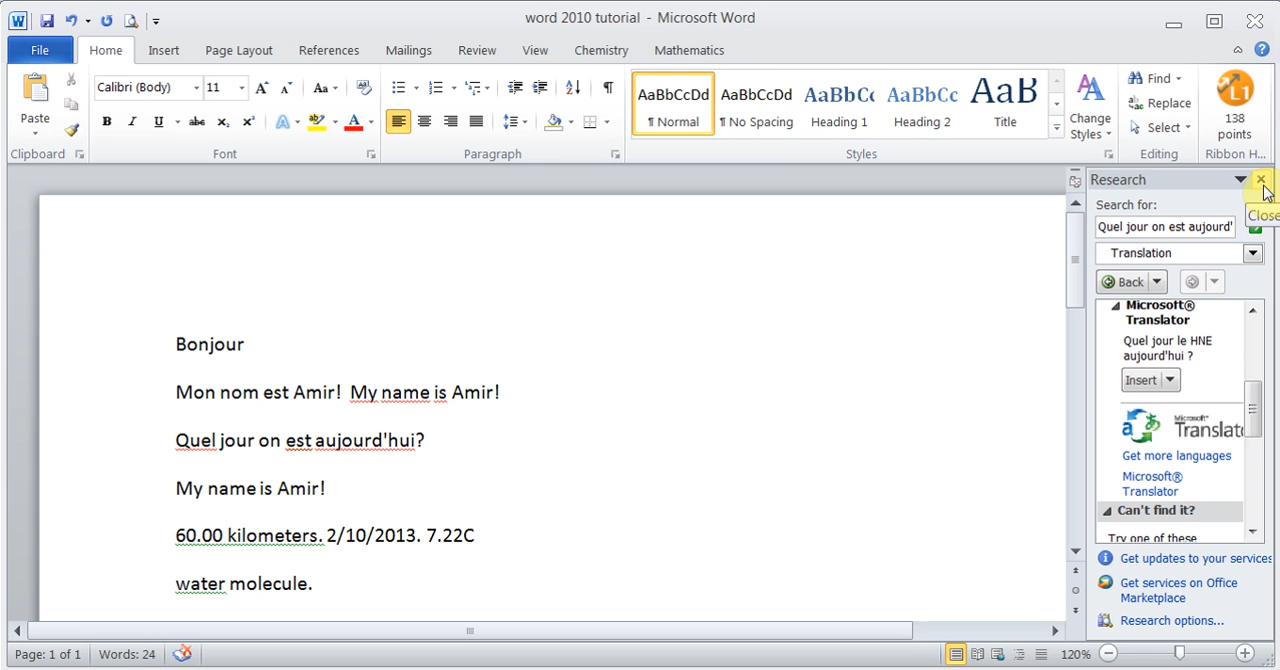 word 2010 tutorial - Microsoft Word
File Home Insert Page Layout References Mailings Review View Chemistry Mathematics
Paste
Clipboard
Calibri (Body) 11
Font
Paragraph
AaBbCcDd AaBbCcDd AaBbC AaBbCc AaB
¶ Normal ¶ No Spacing Heading 1 Heading 2 Title
Change Styles
Styles
Find
Replace
Select
Editing
138 points
Ribbon H...
Research
Close
Search for:
Quel jour on est aujourd'
Translation
Back
Microsoft®
Translator
Quel jour le HNE
aujourd'hui ?
Insert
Microsoft®
Translat
Get more languages
Microsoft®
Translator
Can't find it?
Try one of these
Get updates to your services
Get services on Office
Marketplace
Research options...
Bonjour
Mon nom est Amir! My name is Amir!
Quel jour on est aujourd'hui?
My name is Amir!
60.00 kilometers. 2/10/2013. 7.22C
water molecule.
Page: 1 of 1 Words: 24 120%